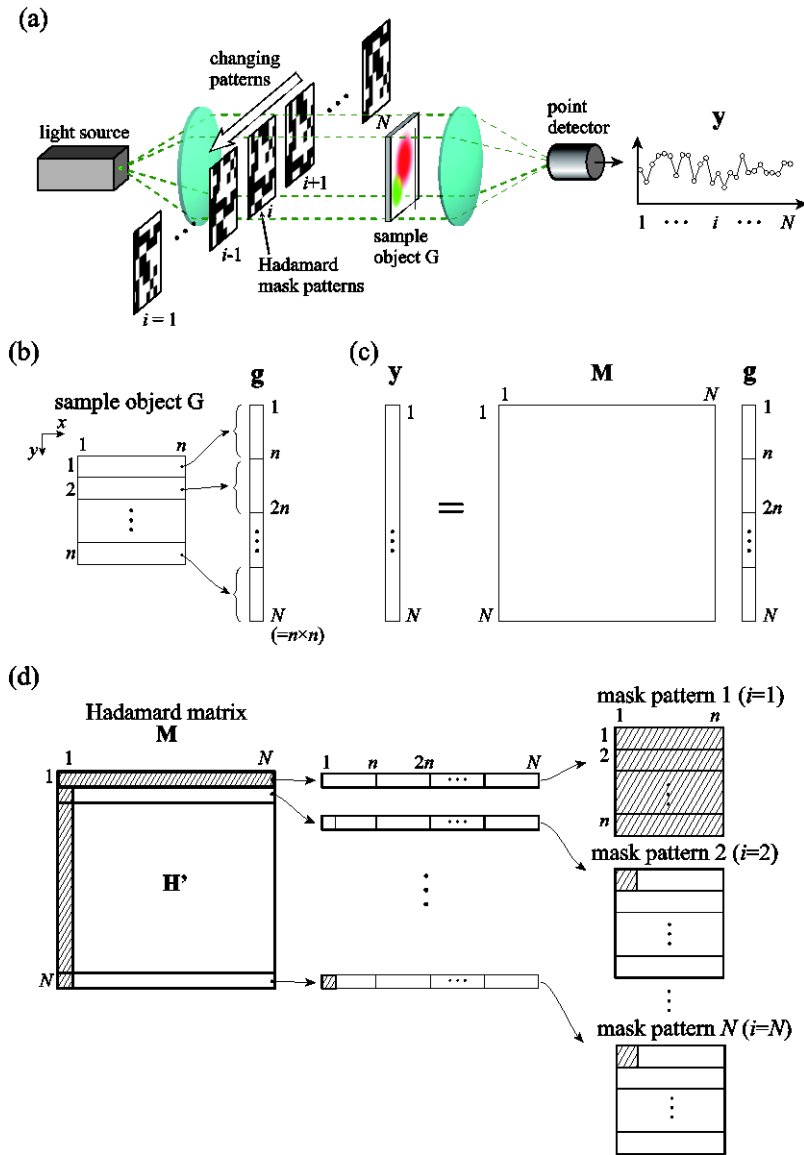 (a)
changing
patterns
light source
N
i+1
i
i-1
Hadamard
mask patterns
i = 1
sample
object G
point
detector
y
1 ... i ... N
(b)
g
sample object G
x
y
1 n
1
2
n
1
n
2n
N
(=n×n)
(c)
y M g
1 N
1
1
1
n
2n
=
N
N
N
(d)
Hadamard matrix
M
1 N
1
H'
N
1 n 2n N
...
...
...
mask pattern 1 (i=1)
1 n
1
2
n
mask pattern 2 (i=2)
mask pattern N (i=N)